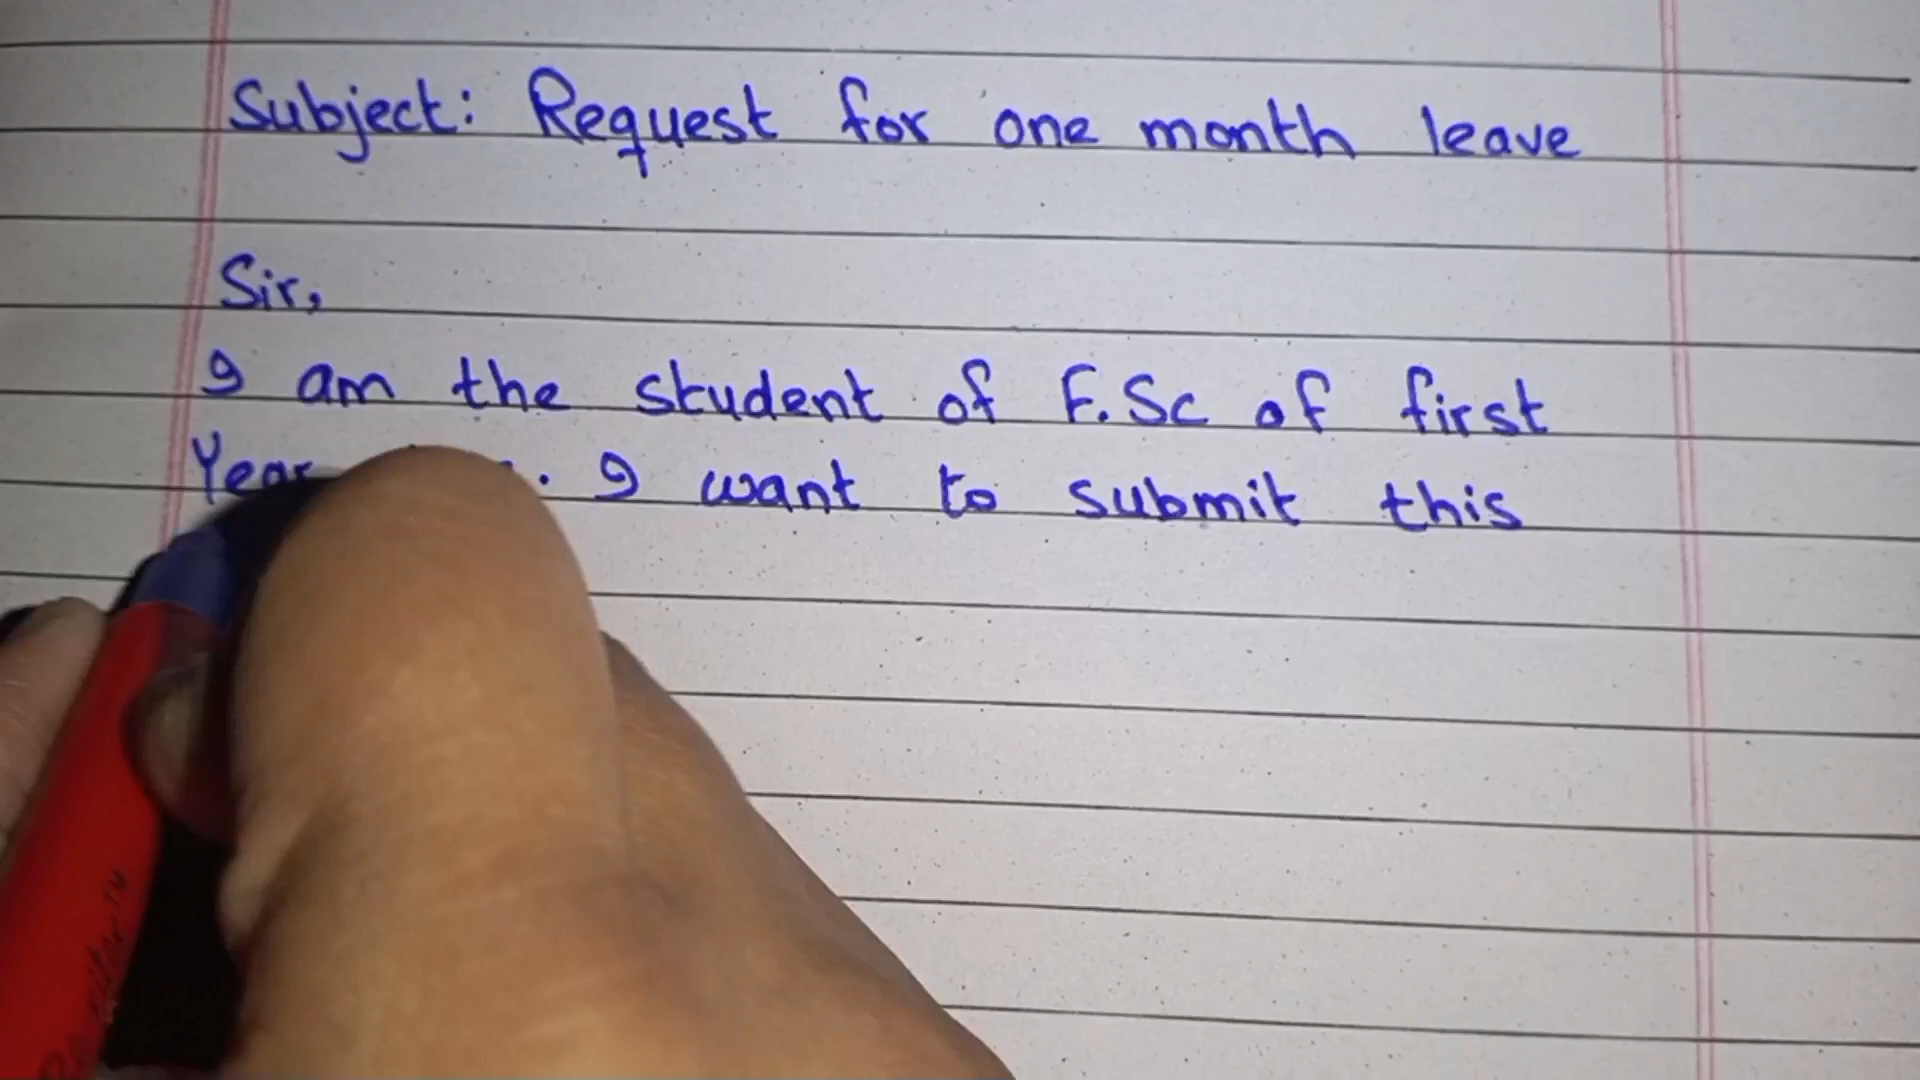 Subject: Request for one month leave
Sir,
I am the student of F.Sc of first
Year . I want to submit this